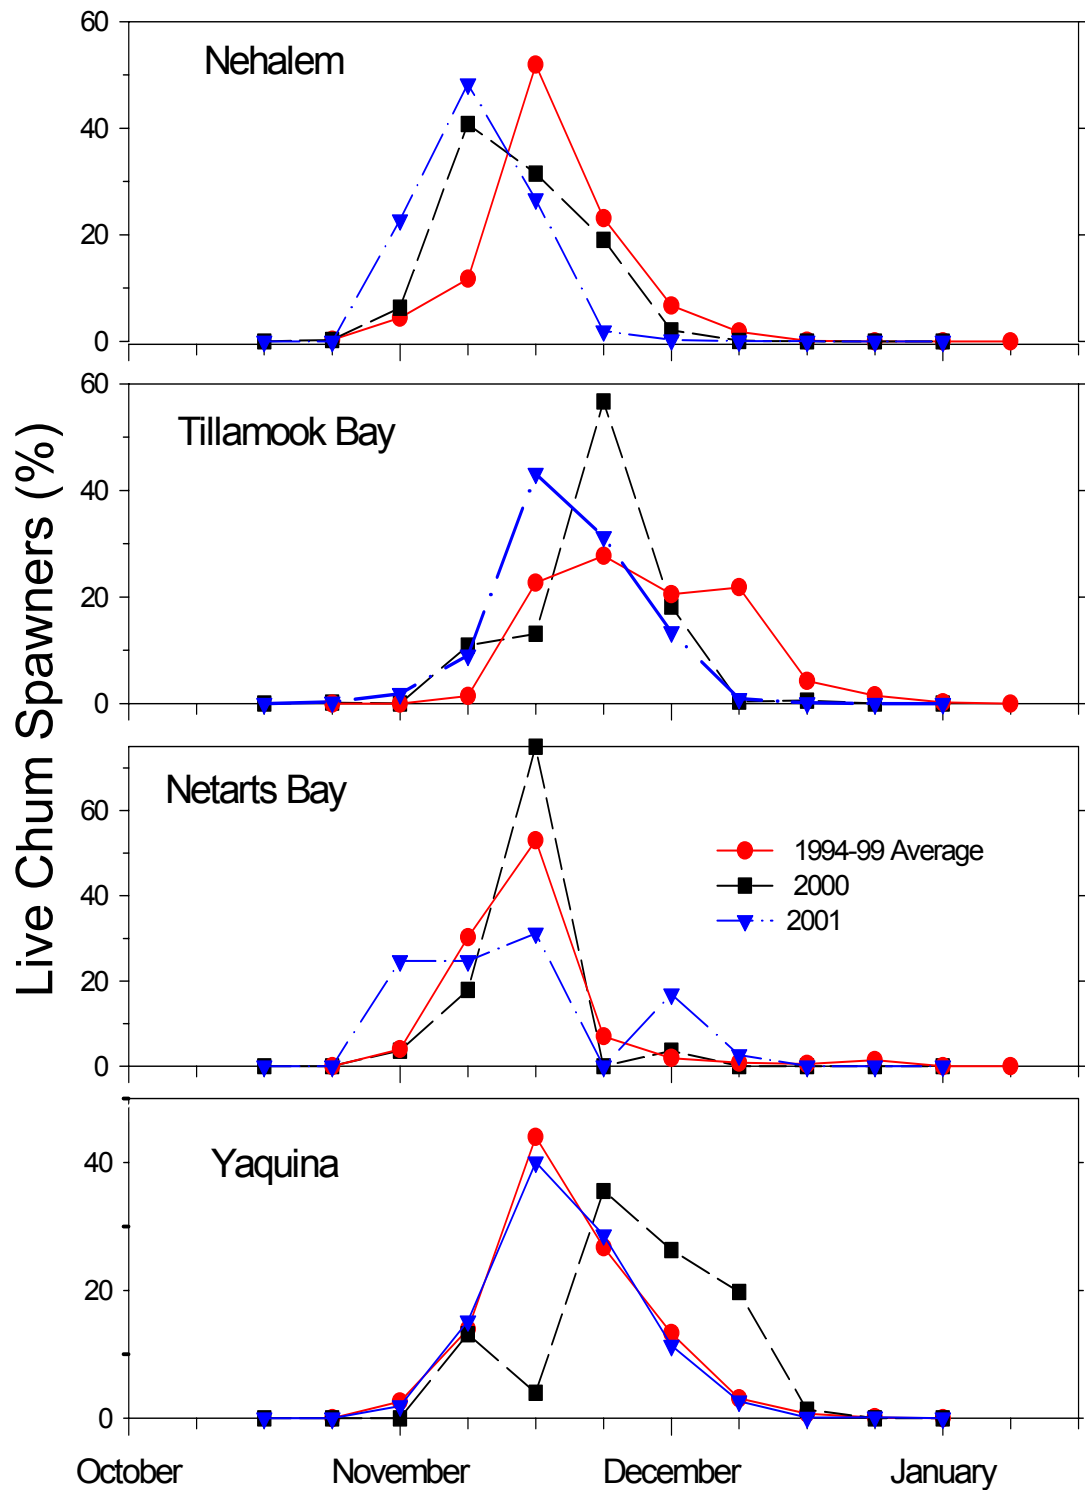 Live Chum Spawners (%)
60
40
20
0
Nehalem
60
40
20
0
Tillamook Bay
60
40
20
0
Netarts Bay
1994-99 Average
2000
2001
40
20
0
Yaquina
October November December January